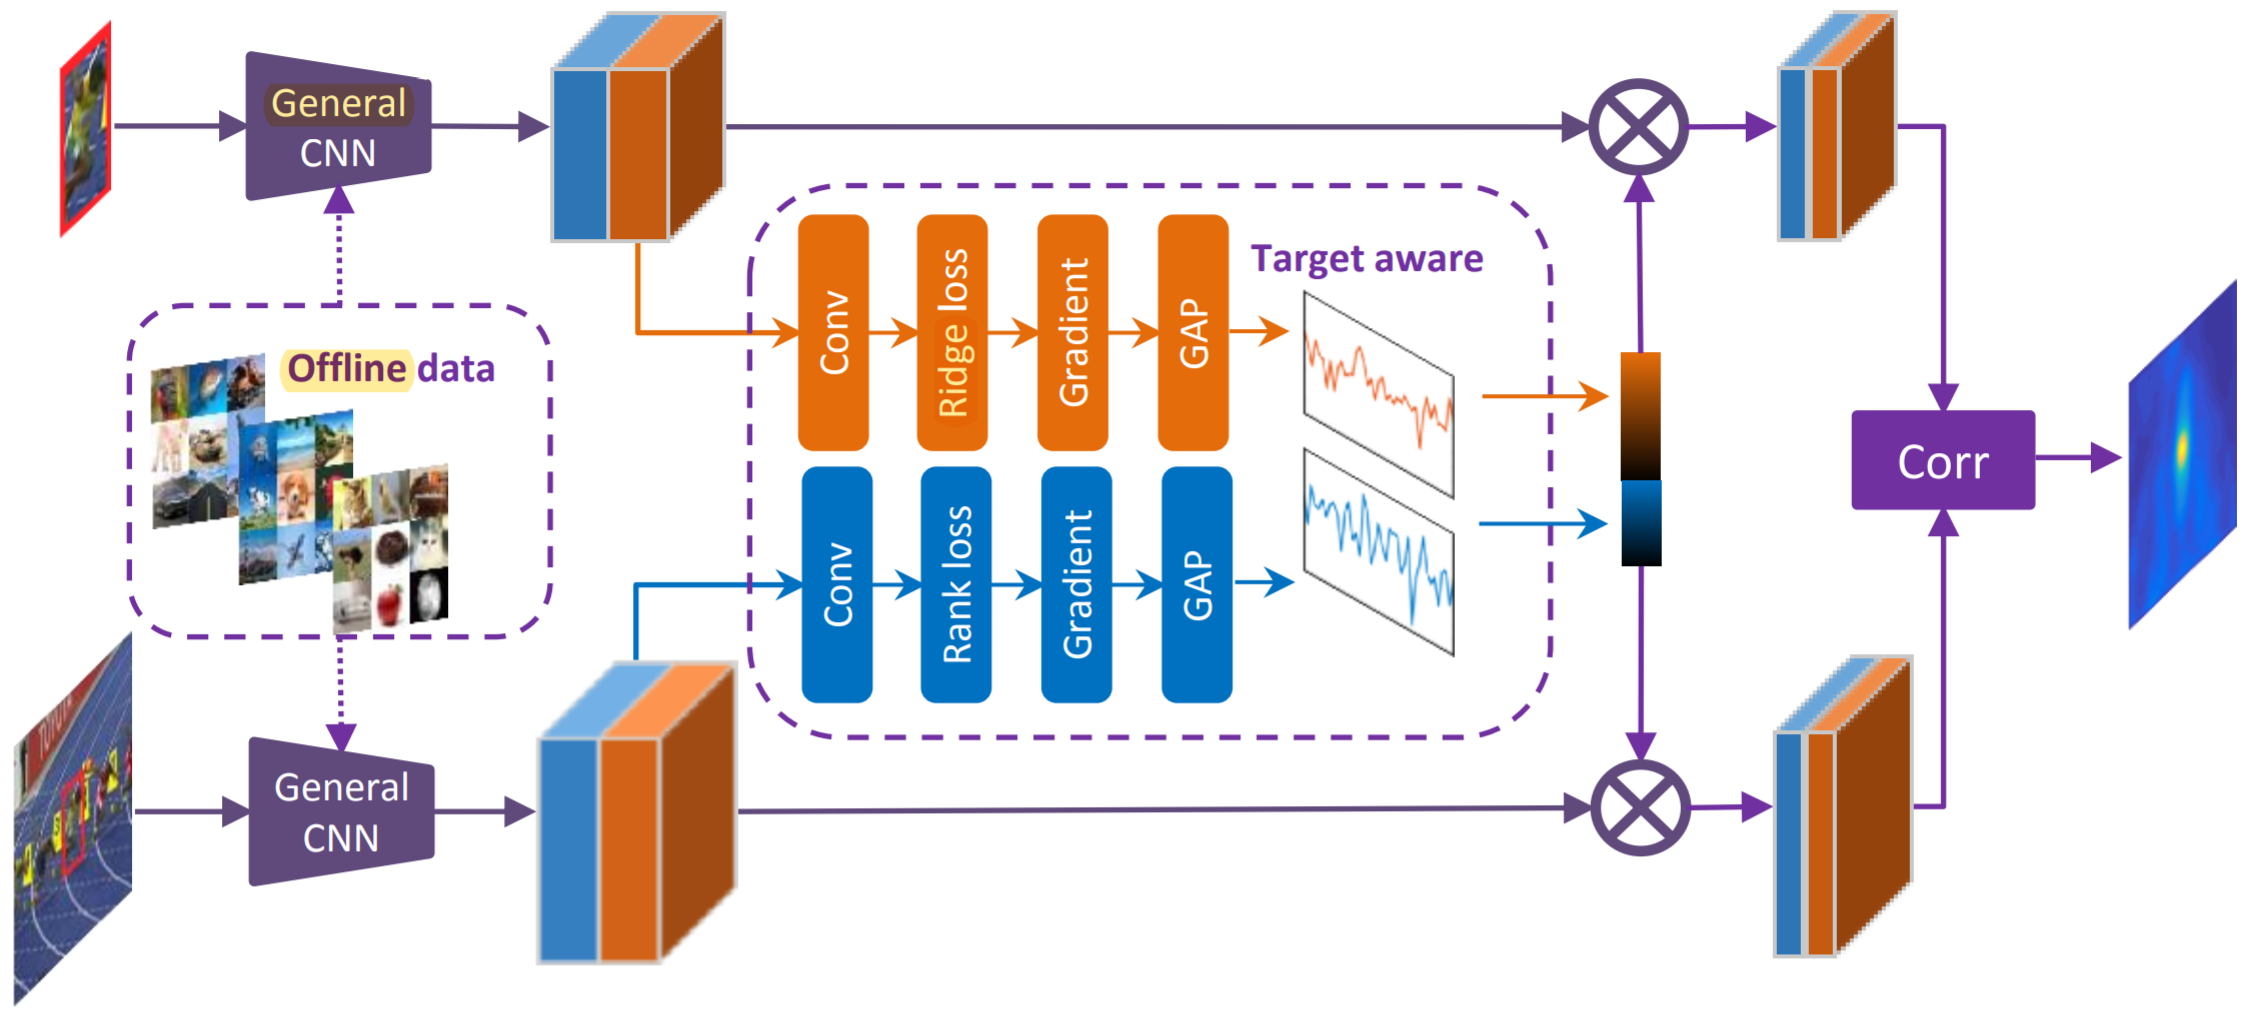 General
CNN
Target aware
Conv
Ridge loss
Gradient
GAP
Offline data
Conv
Rank loss
Gradient
GAP
Corr
TOYOTA
General
CNN